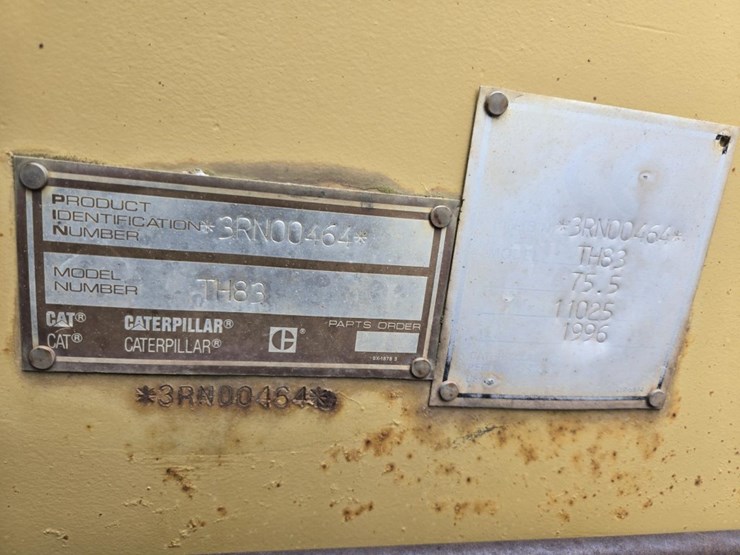 PRODUCT
IDENTIFICATION
NUMBER
*3RN00464*
MODEL
NUMBER
TH83
CAT® CATERPILLAR®
CAT® CATERPILLAR®
C
PARTS ORDER
*3RN00464*
*3RN00464*
TH83
75.5
11025
1996